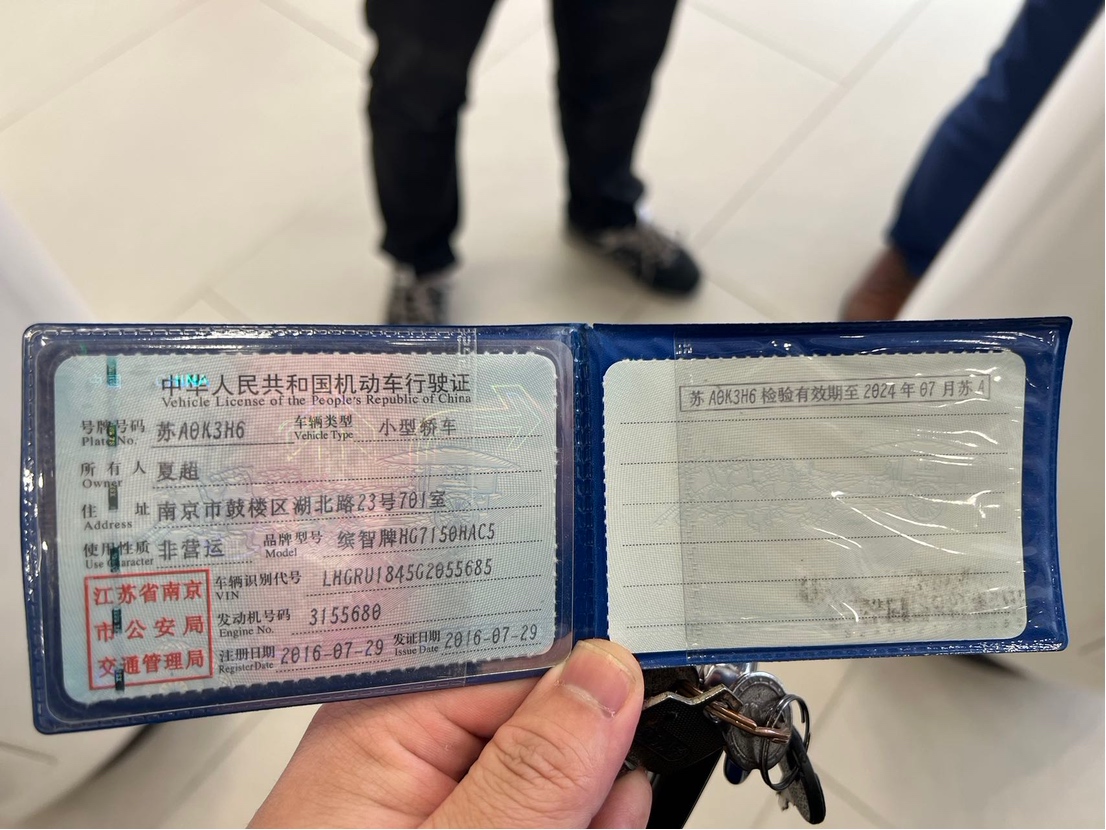 中华人民共和国机动车行驶证
Vehicle License of the People's Republic of China
号牌号码 苏A0K3H6 车辆类型 小型轿车
Plate No. Vehicle Type
所有人 夏超
Owner
住址 南京市鼓楼区湖北路23号701室
Address
使用性质 非营运 品牌型号 缤智牌HG7150HAC5
Use Character Model
江苏省南京
市公安局
交通管理局
车辆识别代号 LHGRU1845G2055685
VIN
发动机号码 3155680
Engine No.
注册日期 2016-07-29 发证日期 2016-07-29
Register Date Issue Date
苏A0K3H6检验有效期至2024年07月苏A